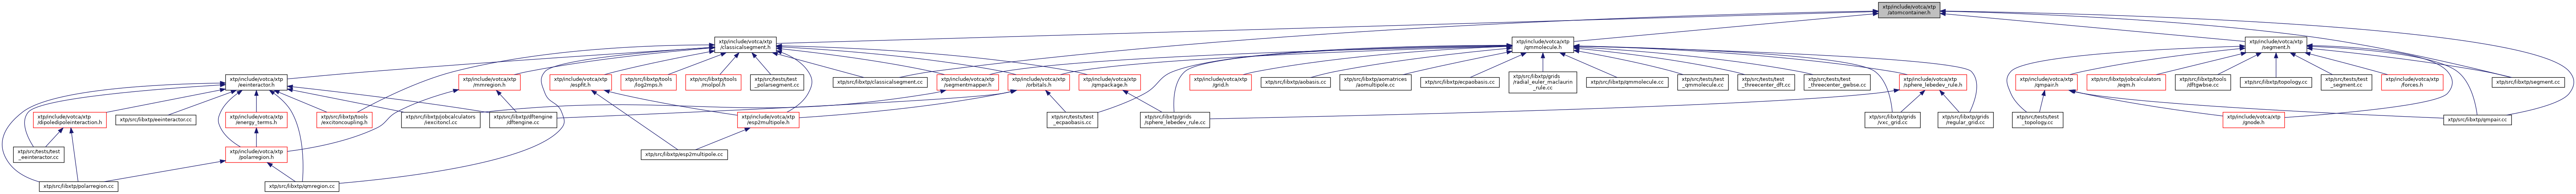 xtp/include/votca/xtp
/atomcontainer.h
xtp/include/votca/xtp
/classicalsegment.h
xtp/include/votca/xtp
/qmmolecule.h
xtp/include/votca/xtp
/segment.h
xtp/include/votca/xtp
/eeinteractor.h
xtp/include/votca/xtp
/mmregion.h
xtp/include/votca/xtp
/espfit.h
xtp/src/libxtp/tools
/log2mps.h
xtp/src/libxtp/tools
/molpol.h
xtp/src/tests/test
_polarsegment.cc
xtp/src/libxtp/classicalsegment.cc
xtp/include/votca/xtp
/segmentmapper.h
xtp/include/votca/xtp
/orbitals.h
xtp/include/votca/xtp
/qmpackage.h
xtp/include/votca/xtp
/grid.h
xtp/src/libxtp/aobasis.cc
xtp/src/libxtp/aomatrices
/aomultipole.cc
xtp/src/libxtp/ecpaobasis.cc
xtp/src/libxtp/grids
/radial_euler_maclaurin
_rule.cc
xtp/src/libxtp/qmmolecule.cc
xtp/src/tests/test
_qmmolecule.cc
xtp/src/tests/test
_threecenter_dft.cc
xtp/src/tests/test
_threecenter_gwbse.cc
xtp/include/votca/xtp
/sphere_lebedev_rule.h
xtp/include/votca/xtp
/qmpair.h
xtp/src/libxtp/jobcalculators
/eqm.h
xtp/src/libxtp/tools
/dftgwbse.cc
xtp/src/libxtp/topology.cc
xtp/src/tests/test
_segment.cc
xtp/include/votca/xtp
/forces.h
xtp/src/libxtp/segment.cc
xtp/include/votca/xtp
/dipoledipoleinteraction.h
xtp/src/libxtp/eeinteractor.cc
xtp/include/votca/xtp
/energy_terms.h
xtp/src/libxtp/tools
/excitoncoupling.h
xtp/src/libxtp/jobcalculators
/iexcitoncl.h
xtp/src/libxtp/dftengine
/dftengine.cc
xtp/include/votca/xtp
/esp2multipole.h
xtp/src/tests/test
_ecpaobasis.cc
xtp/src/libxtp/grids
/sphere_lebedev_rule.cc
xtp/src/libxtp/grids
/vxc_grid.cc
xtp/src/libxtp/grids
/regular_grid.cc
xtp/src/tests/test
_topology.cc
xtp/include/votca/xtp
/gnode.h
xtp/src/libxtp/qmpair.cc
xtp/src/tests/test
_eeinteractor.cc
xtp/include/votca/xtp
/polarregion.h
xtp/src/libxtp/esp2multipole.cc
xtp/src/libxtp/polarregion.cc
xtp/src/libxtp/qmregion.cc